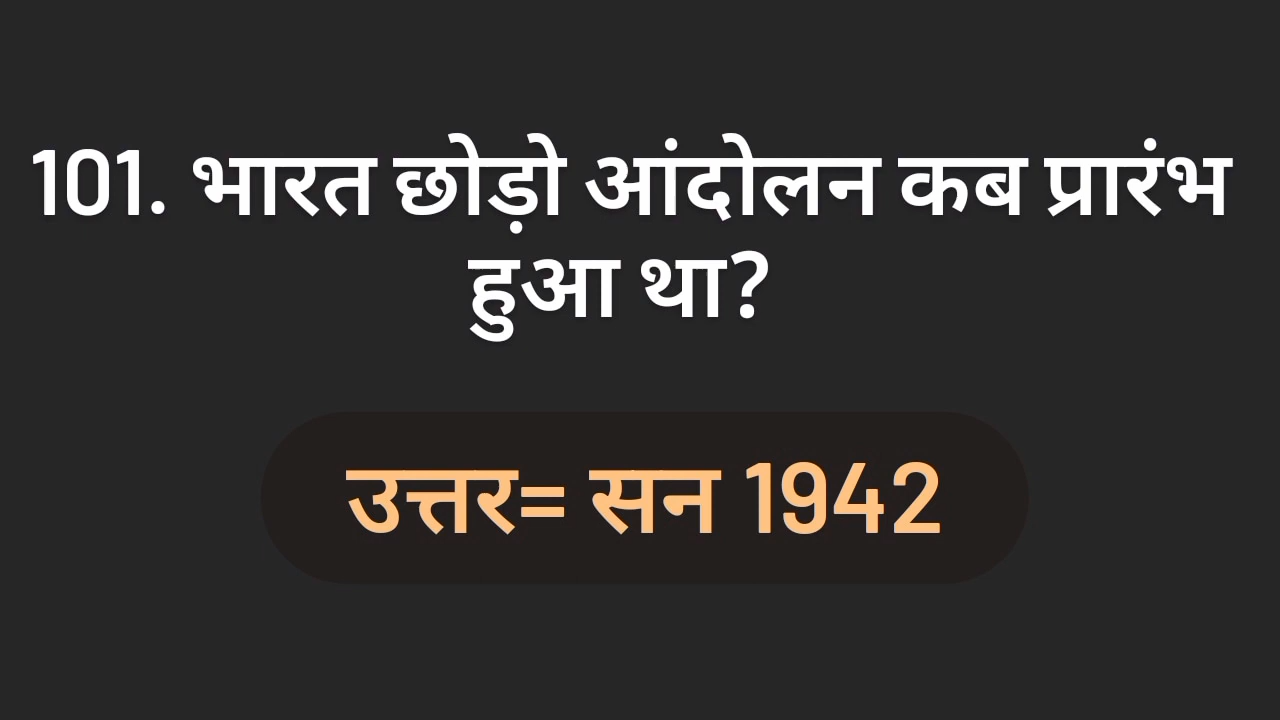 101. भारत छोड़ो आंदोलन कब प्रारंभ
हुआ था?
उत्तर= सन 1942